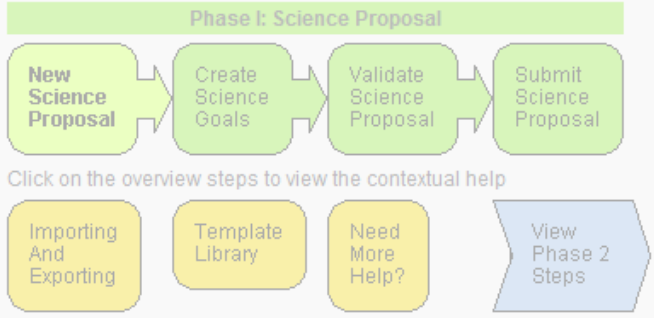 Phase I: Science Proposal
New
Science
Proposal
Create
Science
Goals
Validate
Science
Proposal
Submit
Science
Proposal
Click on the overview steps to view the contextual help
Importing
And
Exporting
Template
Library
Need
More
Help?
View
Phase 2
Steps